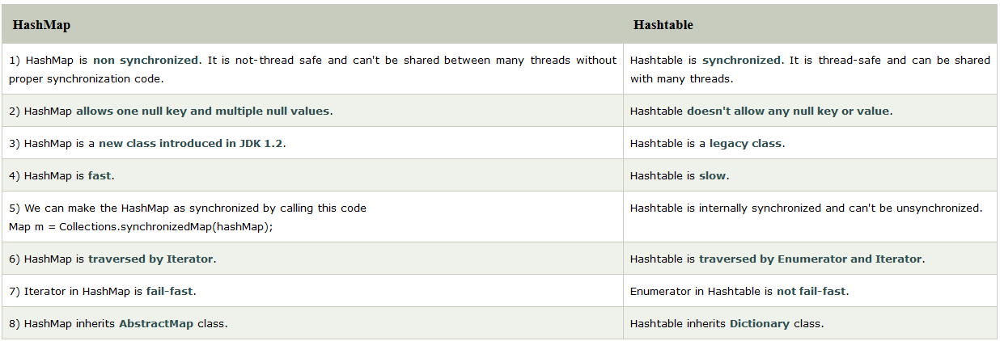 HashMap Hashtable
1) HashMap is non synchronized. It is not-thread safe and can't be shared between many threads without
proper synchronization code.
Hashtable is synchronized. It is thread-safe and can be shared
with many threads.
2) HashMap allows one null key and multiple null values.
Hashtable doesn't allow any null key or value.
3) HashMap is a new class introduced in JDK 1.2.
Hashtable is a legacy class.
4) HashMap is fast.
Hashtable is slow.
5) We can make the HashMap as synchronized by calling this code
Map m = Collections.synchronizedMap(hashMap);
Hashtable is internally synchronized and can't be unsynchronized.
6) HashMap is traversed by Iterator.
Hashtable is traversed by Enumerator and Iterator.
7) Iterator in HashMap is fail-fast.
Enumerator in Hashtable is not fail-fast.
8) HashMap inherits AbstractMap class.
Hashtable inherits Dictionary class.